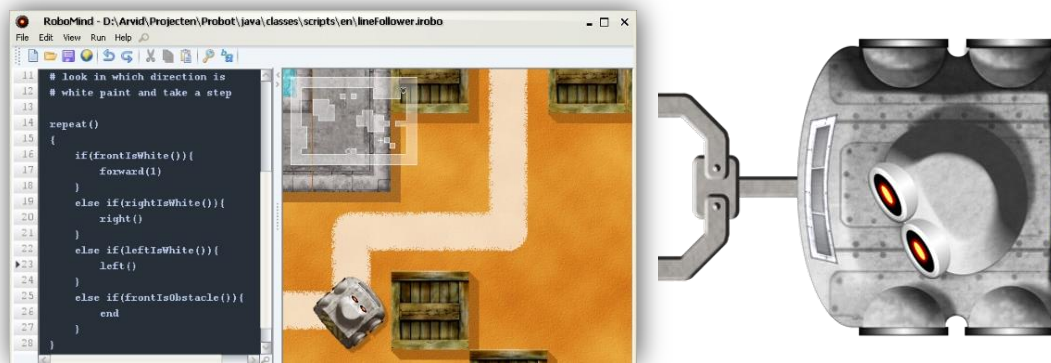 RoboMind - D:\Arvid\Projecten\Probot\java\classes\scripts\en\lineFollower.irobo
File Edit View Run Help
11 # look in which direction is
12 # white paint and take a step
13
14 repeat()
15 {
16 if(frontIsWhite()){
17 forward(1)
18 }
19 else if(rightIsWhite()){
20 right()
21 }
22 else if(leftIsWhite()){
23 left()
24 }
25 else if(frontIsObstacle()){
26 end
27 }
28 }